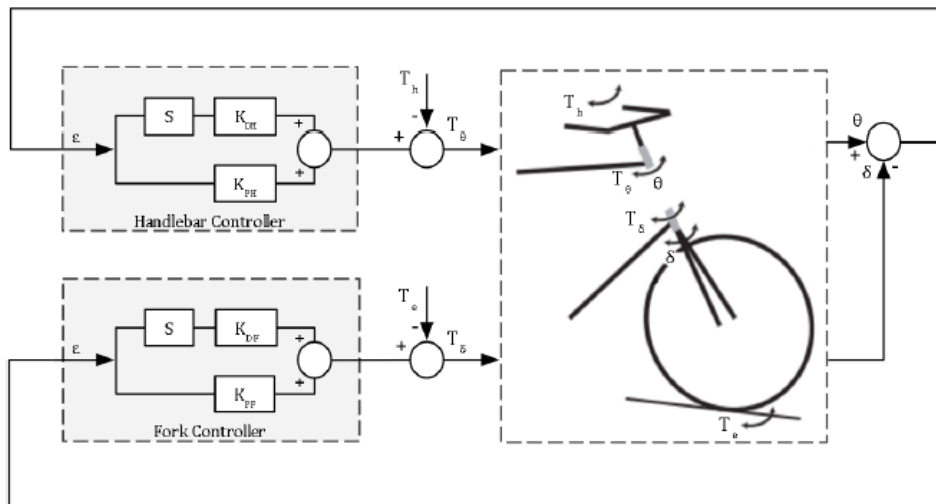 T_h
ε
S
K_DH
+
-
+
T_θ
K_PH
+
Handlebar Controller
T_h
T_θ
θ
θ
+
δ
-
T_δ
δ
T_e
ε
S
K_DF
+
-
+
T_δ
K_PF
+
Fork Controller
T_e